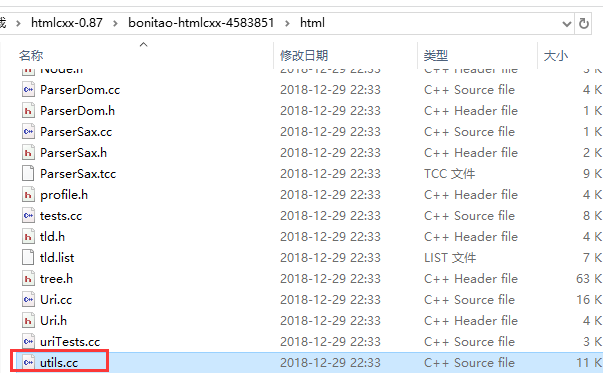 戏 › htmlcxx-0.87 › bonitao-htmlcxx-4583851 › html
名称 修改日期 类型 大小
Node.h 2018-12-29 22:33 C++ Header file 3 K
ParserDom.cc 2018-12-29 22:33 C++ Source file 4 K
ParserDom.h 2018-12-29 22:33 C++ Header file 1 K
ParserSax.cc 2018-12-29 22:33 C++ Source file 1 K
ParserSax.h 2018-12-29 22:33 C++ Header file 2 K
ParserSax.tcc 2018-12-29 22:33 TCC 文件 9 K
profile.h 2018-12-29 22:33 C++ Header file 1 K
tests.cc 2018-12-29 22:33 C++ Source file 8 K
tld.h 2018-12-29 22:33 C++ Header file 1 K
tld.list 2018-12-29 22:33 LIST 文件 7 K
tree.h 2018-12-29 22:33 C++ Header file 63 K
Uri.cc 2018-12-29 22:33 C++ Source file 16 K
Uri.h 2018-12-29 22:33 C++ Header file 4 K
uriTests.cc 2018-12-29 22:33 C++ Source file 3 K
utils.cc 2018-12-29 22:33 C++ Source file 11 K